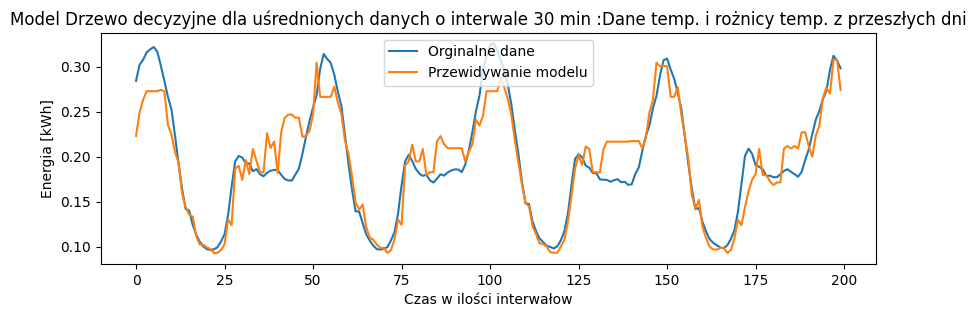 Model Drzewo decyzyjne dla uśrednionych danych o interwale 30 min :Dane temp. i rożnicy temp. z przeszłych dni
Orginalne dane
Przewidywanie modelu
Energia [kWh]
0.30
0.25
0.20
0.15
0.10
0 25 50 75 100 125 150 175 200
Czas w ilości interwałow